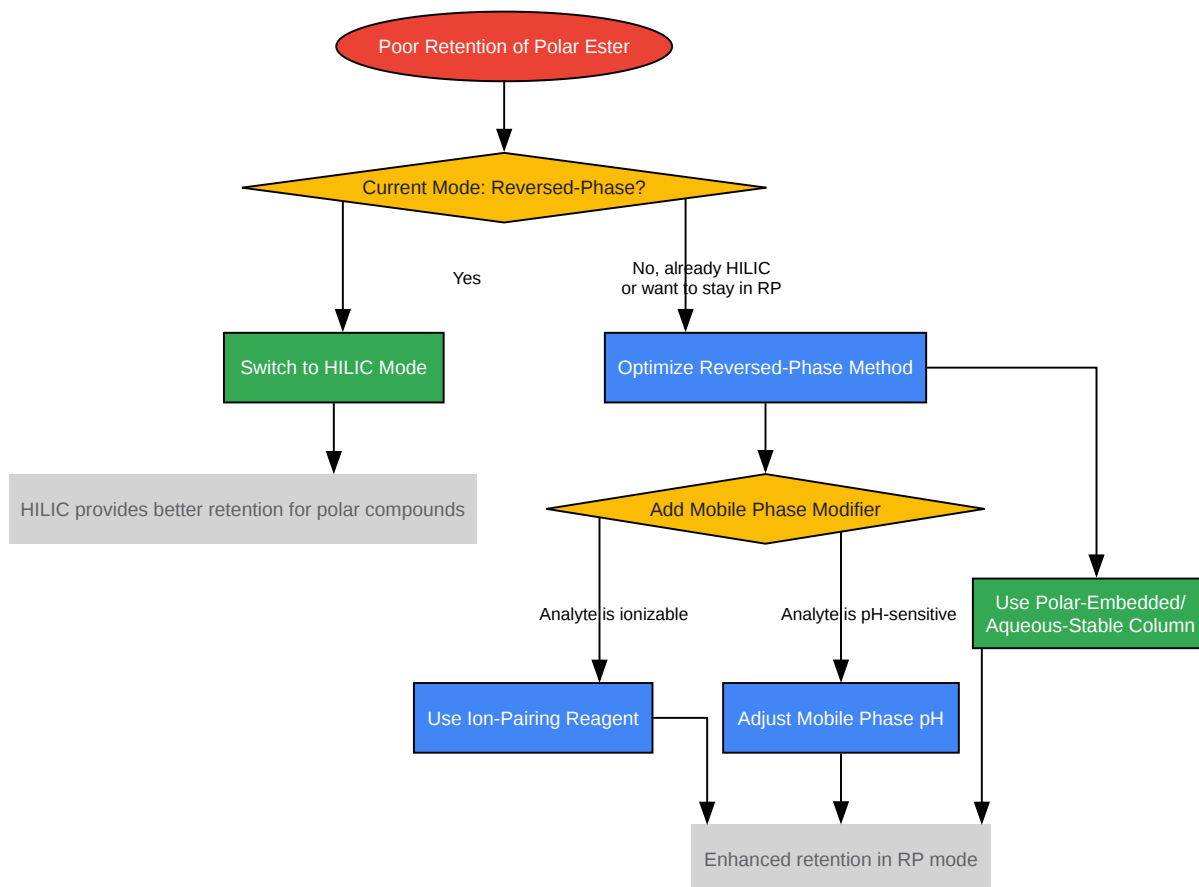 Poor Retention of Polar Ester
Current Mode: Reversed-Phase?
Yes
No, already HILIC
or want to stay in RP
Switch to HILIC Mode
Optimize Reversed-Phase Method
HILIC provides better retention for polar compounds
Add Mobile Phase Modifier
Analyte is ionizable
Analyte is pH-sensitive
Use Polar-Embedded/
Aqueous-Stable Column
Use Ion-Pairing Reagent
Adjust Mobile Phase pH
Enhanced retention in RP mode